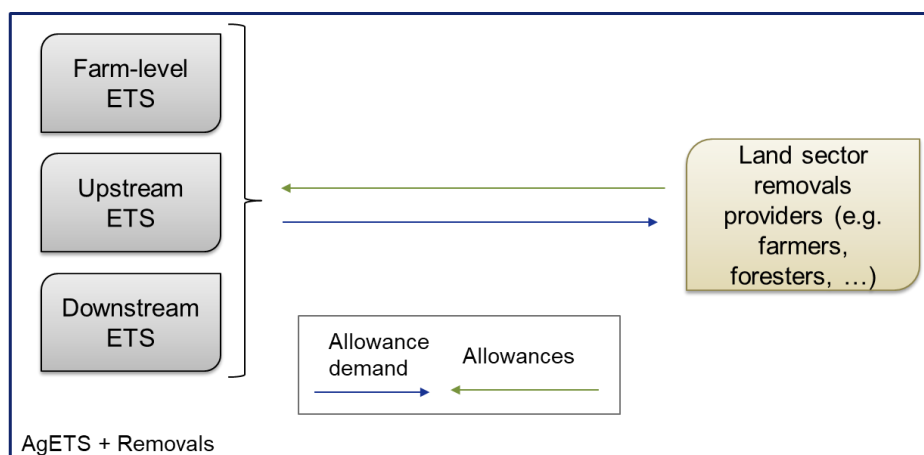 Farm-level
ETS
Upstream
ETS
Downstream
ETS
Land sector
removals
providers (e.g.
farmers,
foresters, …)
Allowance
demand
Allowances
AgETS + Removals